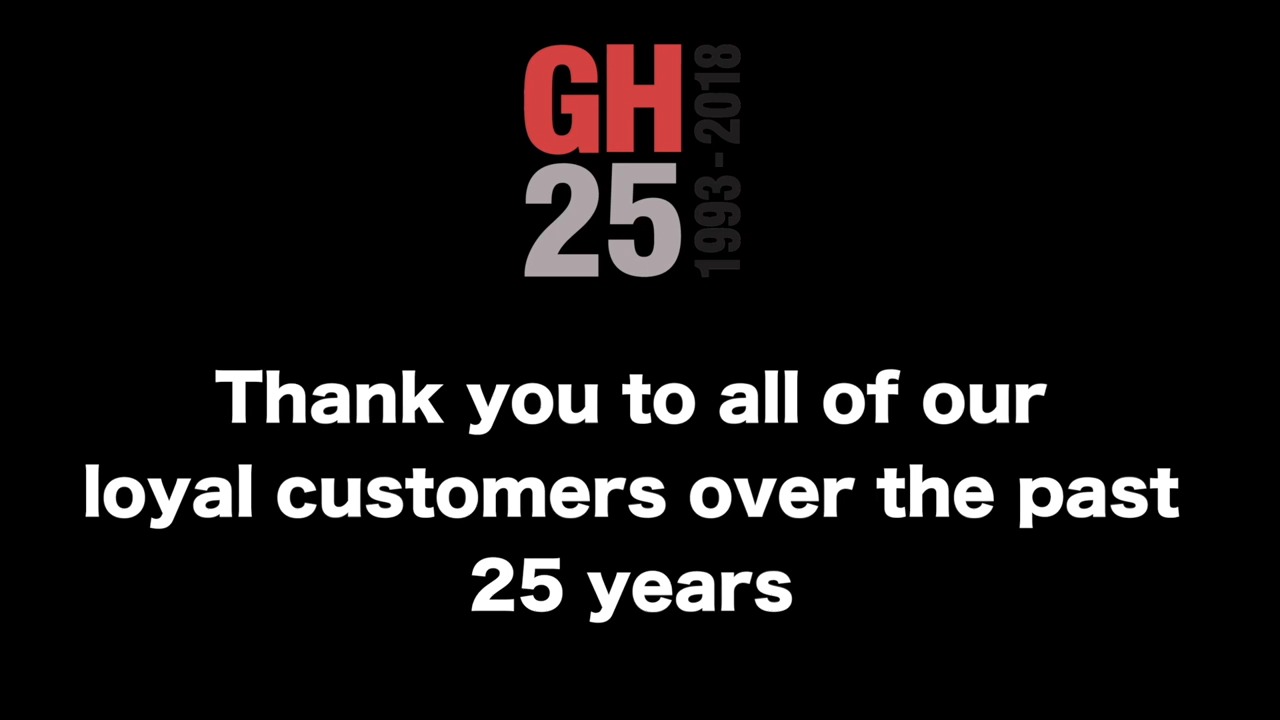 GH
25
1993 - 2018
Thank you to all of our
loyal customers over the past
25 years